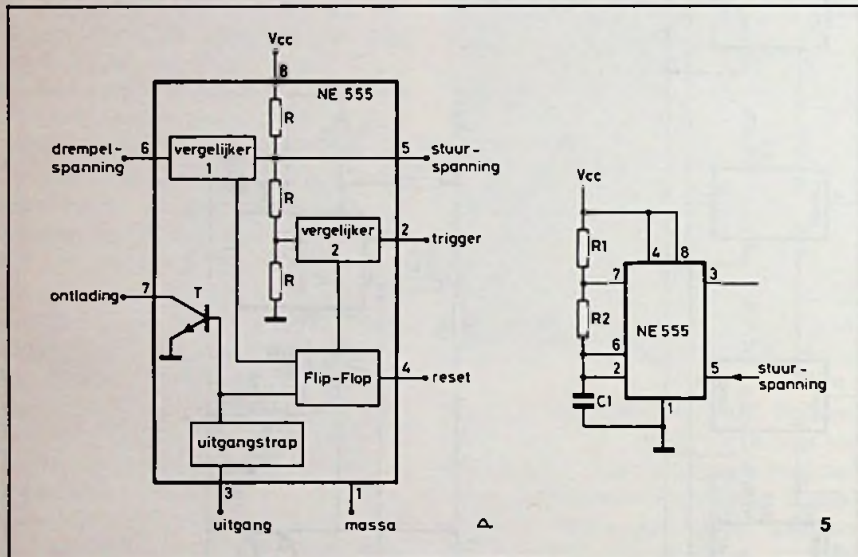 Vcc
8
NE 555
R
drempel-
spanning
6
vergelijker
1
5
stuur-
spanning
R
vergelijker
2
2
trigger
R
ontlading
7
T
Flip-Flop
4
reset
uitgangstrap
3
uitgang
1
massa
Vcc
R1
4
8
7
3
R2
NE 555
6
2
5
stuur-
spanning
C1
1
5